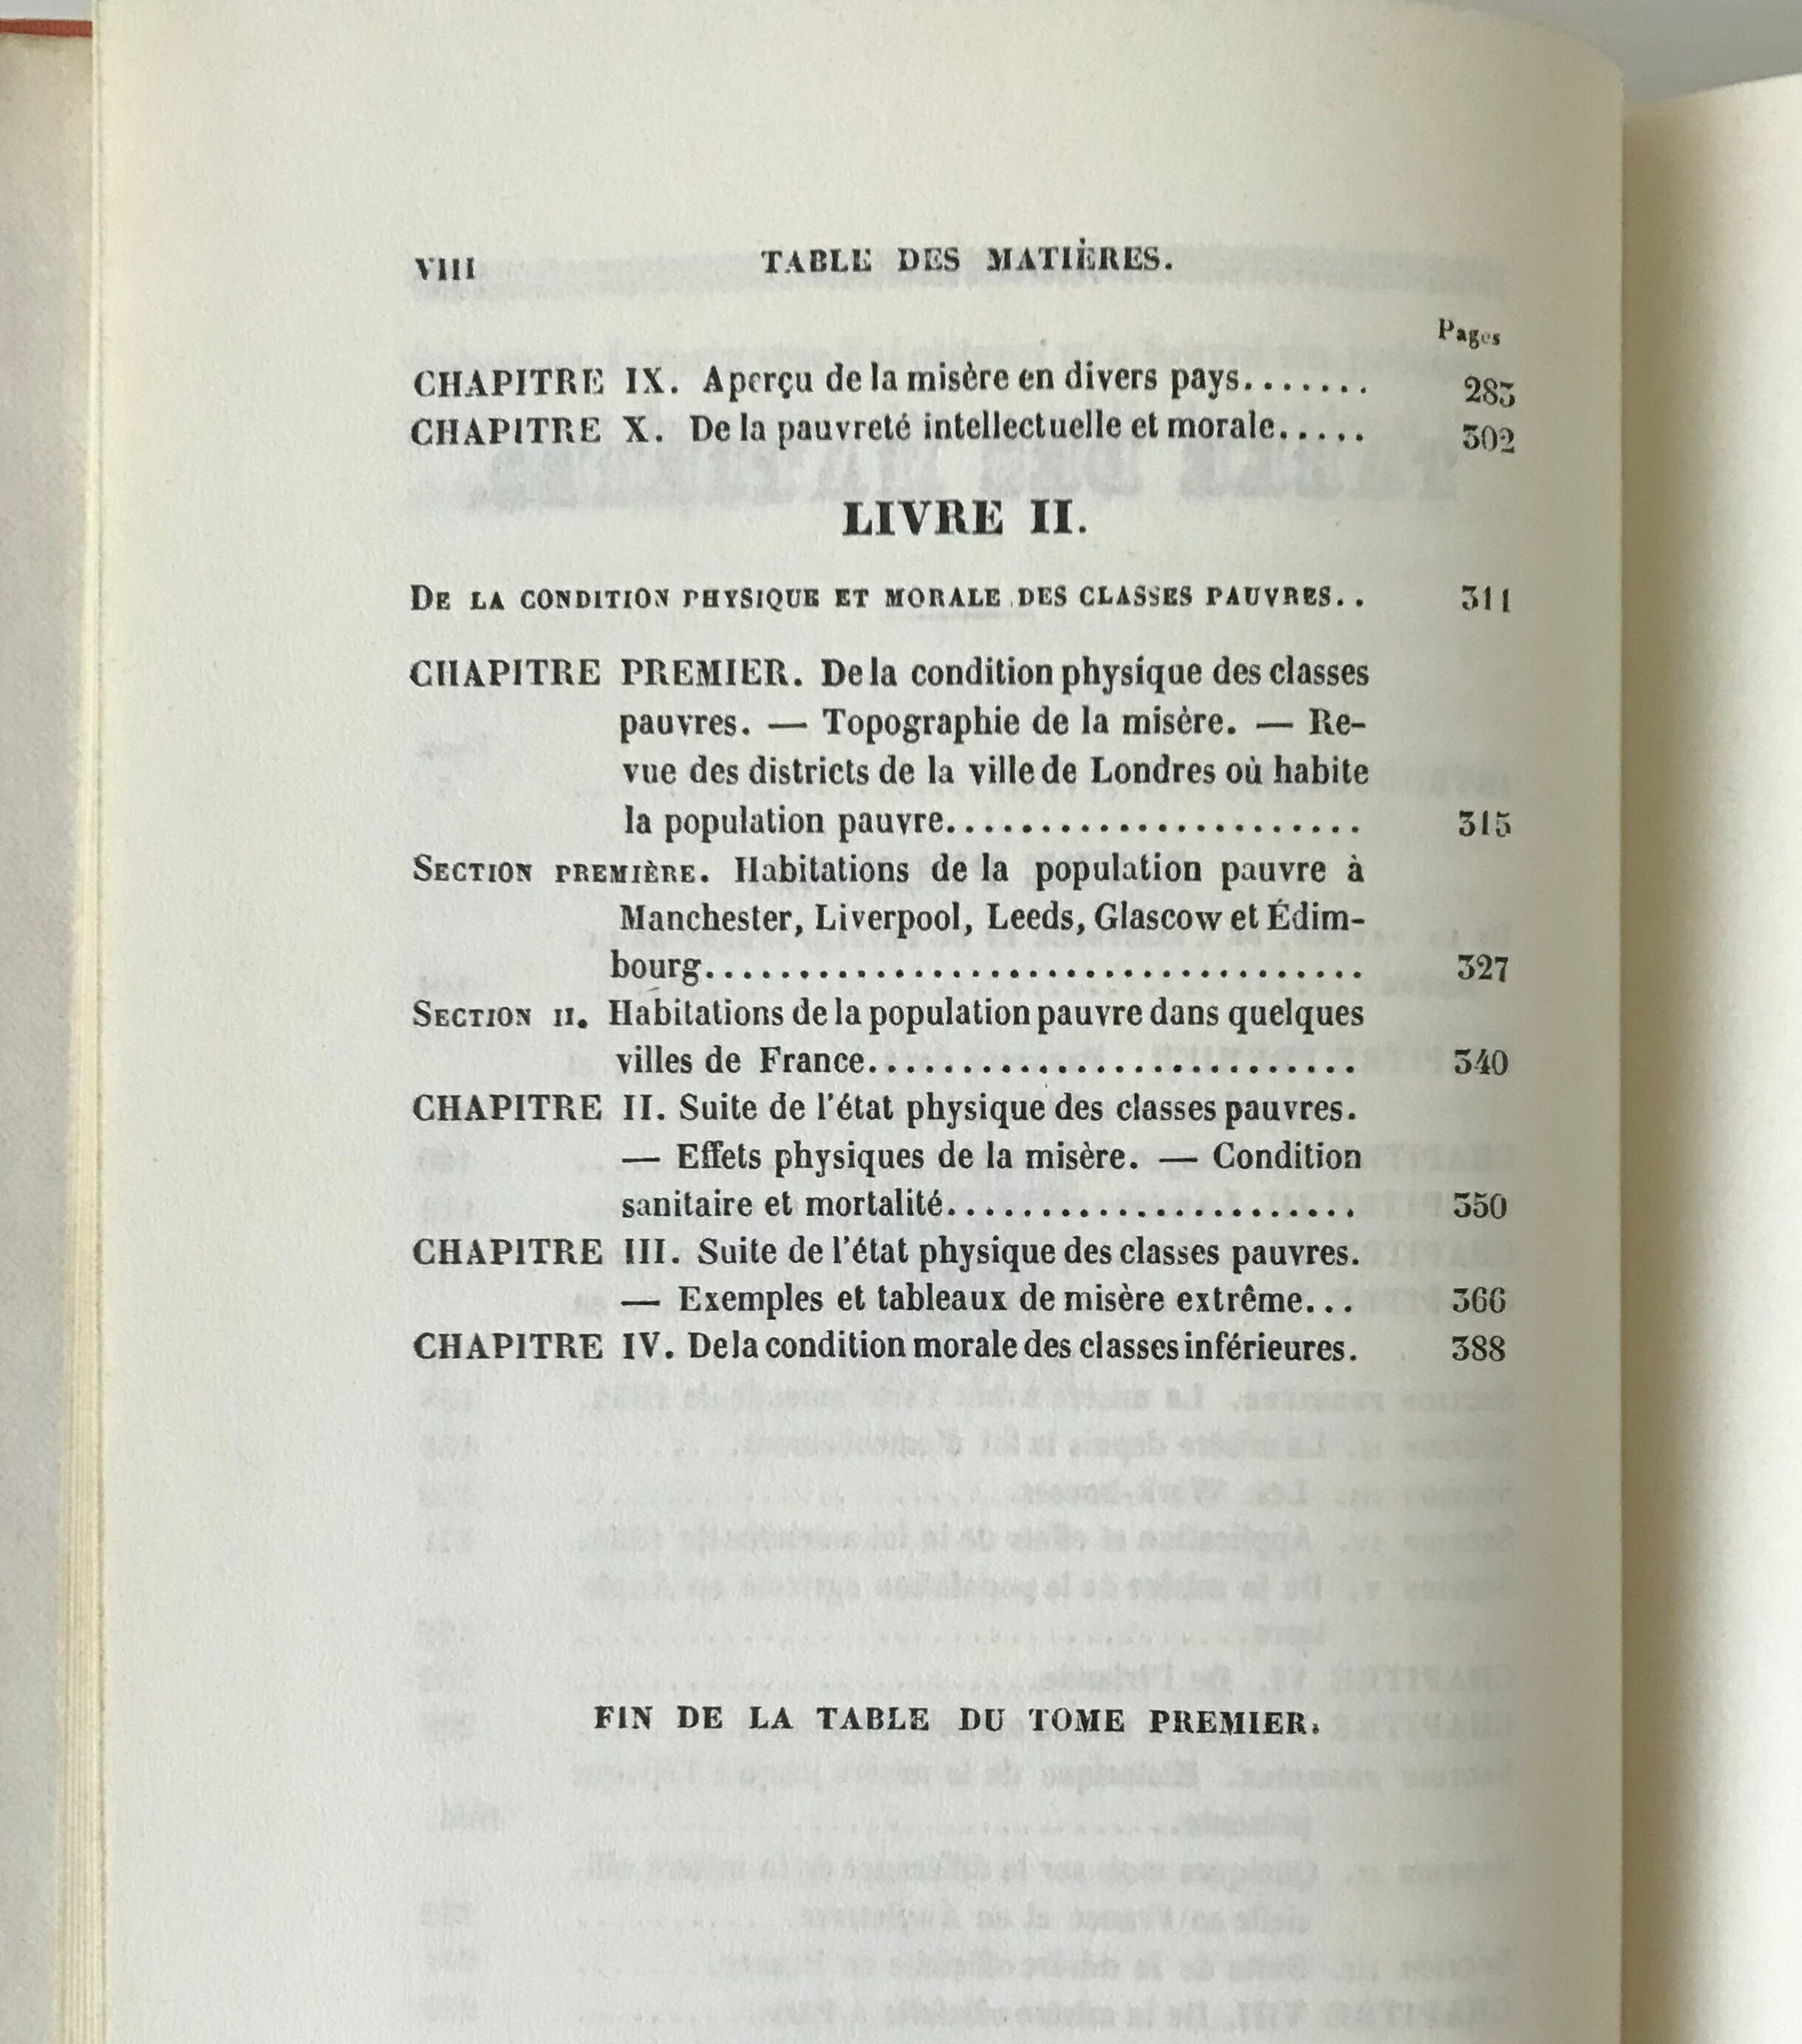 VIII TABLE DES MATIÈRES.
Pages
CHAPITRE IX. Aperçu de la misère en divers pays....... 283
CHAPITRE X. De la pauvreté intellectuelle et morale..... 302
LIVRE II.
DE LA CONDITION PHYSIQUE ET MORALE DES CLASSES PAUVRES.. 311
CHAPITRE PREMIER. De la condition physique des classes
pauvres. — Topographie de la misère. — Re-
vue des districts de la ville de Londres où habite
la population pauvre...................... 315
SECTION PREMIÈRE. Habitations de la population pauvre à
Manchester, Liverpool, Leeds, Glascow et Édim-
bourg................................... 327
SECTION II. Habitations de la population pauvre dans quelques
villes de France.......................... 340
CHAPITRE II. Suite de l'état physique des classes pauvres.
— Effets physiques de la misère. — Condition
sanitaire et mortalité...................... 350
CHAPITRE III. Suite de l'état physique des classes pauvres.
— Exemples et tableaux de misère extrême... 366
CHAPITRE IV. De la condition morale des classes inférieures. 388
FIN DE LA TABLE DU TOME PREMIER.